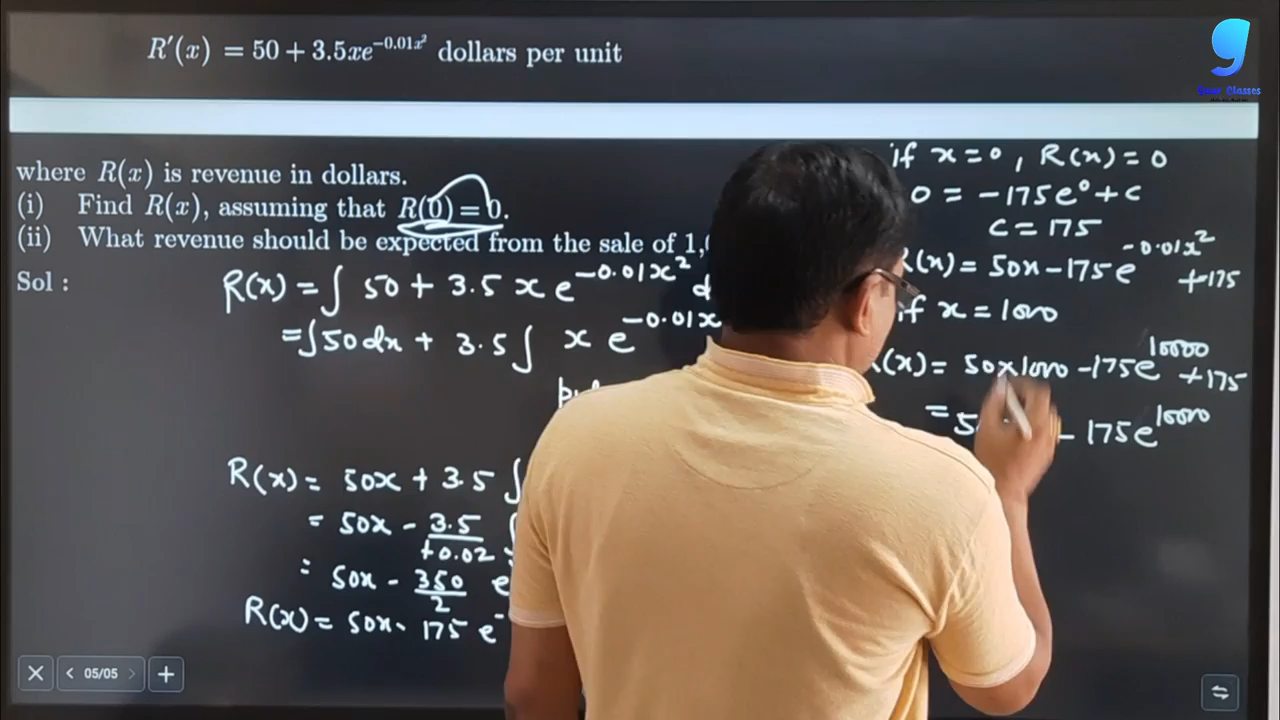 R′(x) = 50 + 3.5xe^{−0.01x²} dollars per unit
where R(x) is revenue in dollars.
(i) Find R(x), assuming that R(0) = 0.
(ii) What revenue should be expected from the sale of 1,
Sol :
R(x) = ∫ 50 + 3.5 x e^{−0.01x²} d
= ∫50dx + 3.5 ∫ x e^{−0.01x
R(x) = 50x + 3.5 ∫
= 50x − 3.5/+0.02
= 50x − 350/2 e
R(x) = 50x − 175 e^−
if x = 0, R(x) = 0
0 = −175e⁰ + c
c = 175
(x) = 50x − 175e^{−0.01x²} + 175
if x = 1000
(x) = 50×1000 − 175e^{10000} + 175
= 5 − 175e^{10000}
05/05